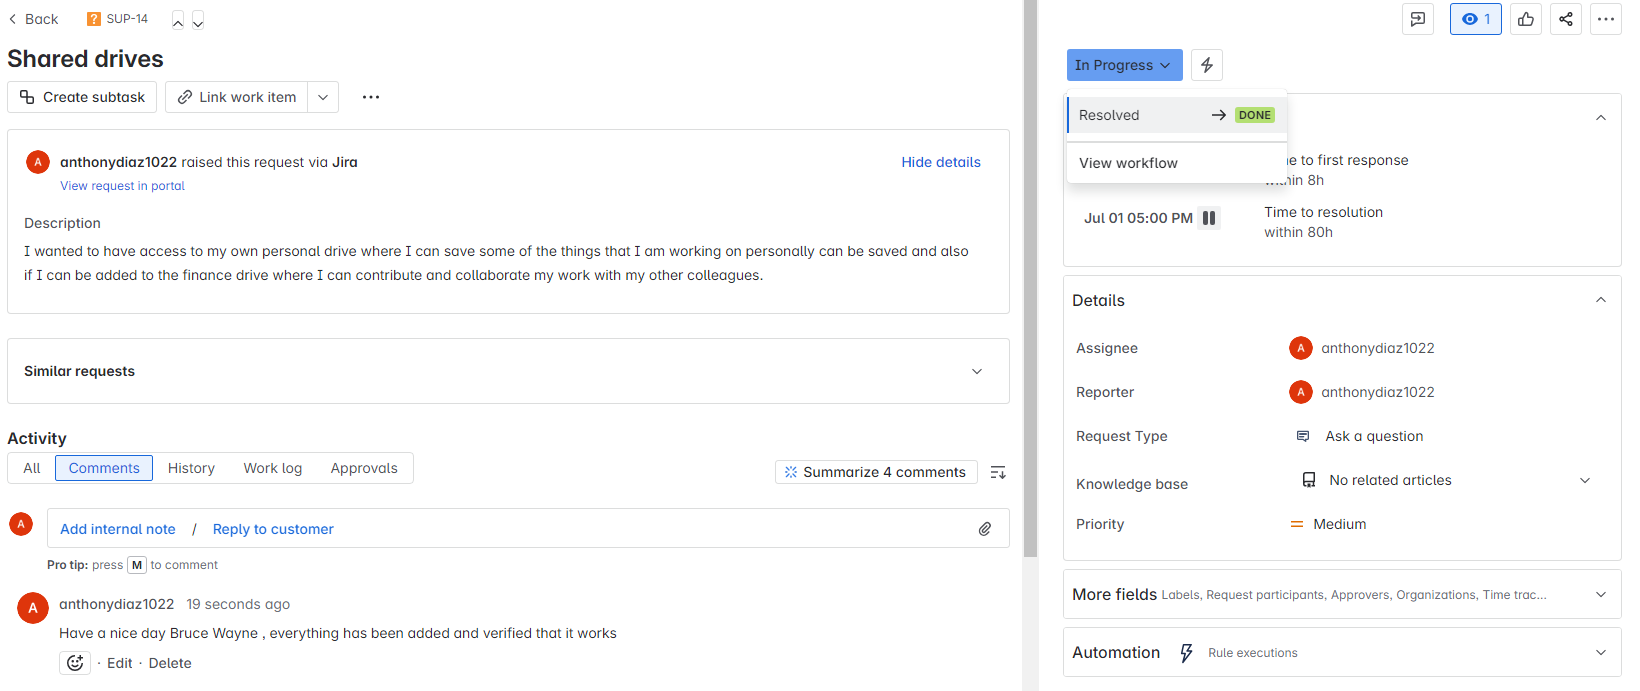 Back
SUP-14
1
Shared drives
Create subtask
Link work item
In Progress
Resolved → DONE
View workflow
within 8h
to first response
Jul 01 05:00 PM
Time to resolution
within 80h
A
anthonydiaz1022 raised this request via Jira
Hide details
View request in portal
Description
I wanted to have access to my own personal drive where I can save some of the things that I am working on personally can be saved and also
if I can be added to the finance drive where I can contribute and collaborate my work with my other colleagues.
Similar requests
Activity
All
Comments
History
Work log
Approvals
Summarize 4 comments
A
Add internal note / Reply to customer
Pro tip: press M to comment
A
anthonydiaz1022 19 seconds ago
Have a nice day Bruce Wayne , everything has been added and verified that it works
· Edit · Delete
Details
Assignee
A
anthonydiaz1022
Reporter
A
anthonydiaz1022
Request Type
Ask a question
Knowledge base
No related articles
Priority
Medium
More fields Labels, Request participants, Approvers, Organizations, Time trac...
Automation Rule executions